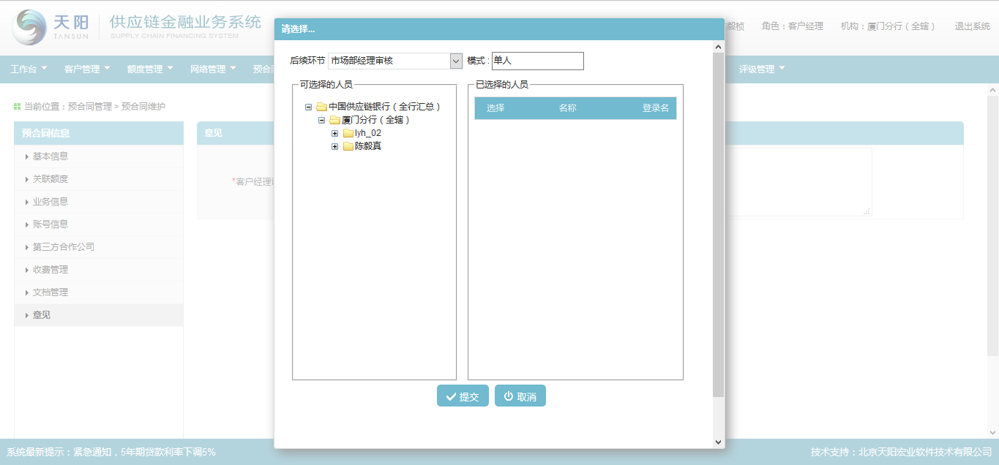 天阳
TANSUN
供应链金融业务系统
SUPPLY CHAIN FINANCING SYSTEM
毅桢 角色：客户经理 机构：厦门分行（全辖） 退出系统
请选择...
工作台 客户管理 额度管理 网络管理 预合同 评级管理
后续环节 市场部经理审核 模式 : 单人
当前位置：预合同管理 > 预合同维护
预合同信息
基本信息
关联额度
业务信息
账号信息
第三方合作公司
收费管理
文档管理
意见
意见
*客户经理
可选择的人员
中国供应链银行（全行汇总）
厦门分行（全辖）
lyh_02
陈毅真
已选择的人员
选择 名称 登录名
提交 取消
系统最新提示：紧急通知，5年期贷款利率下调5%
技术支持：北京天阳宏业软件技术有限公司